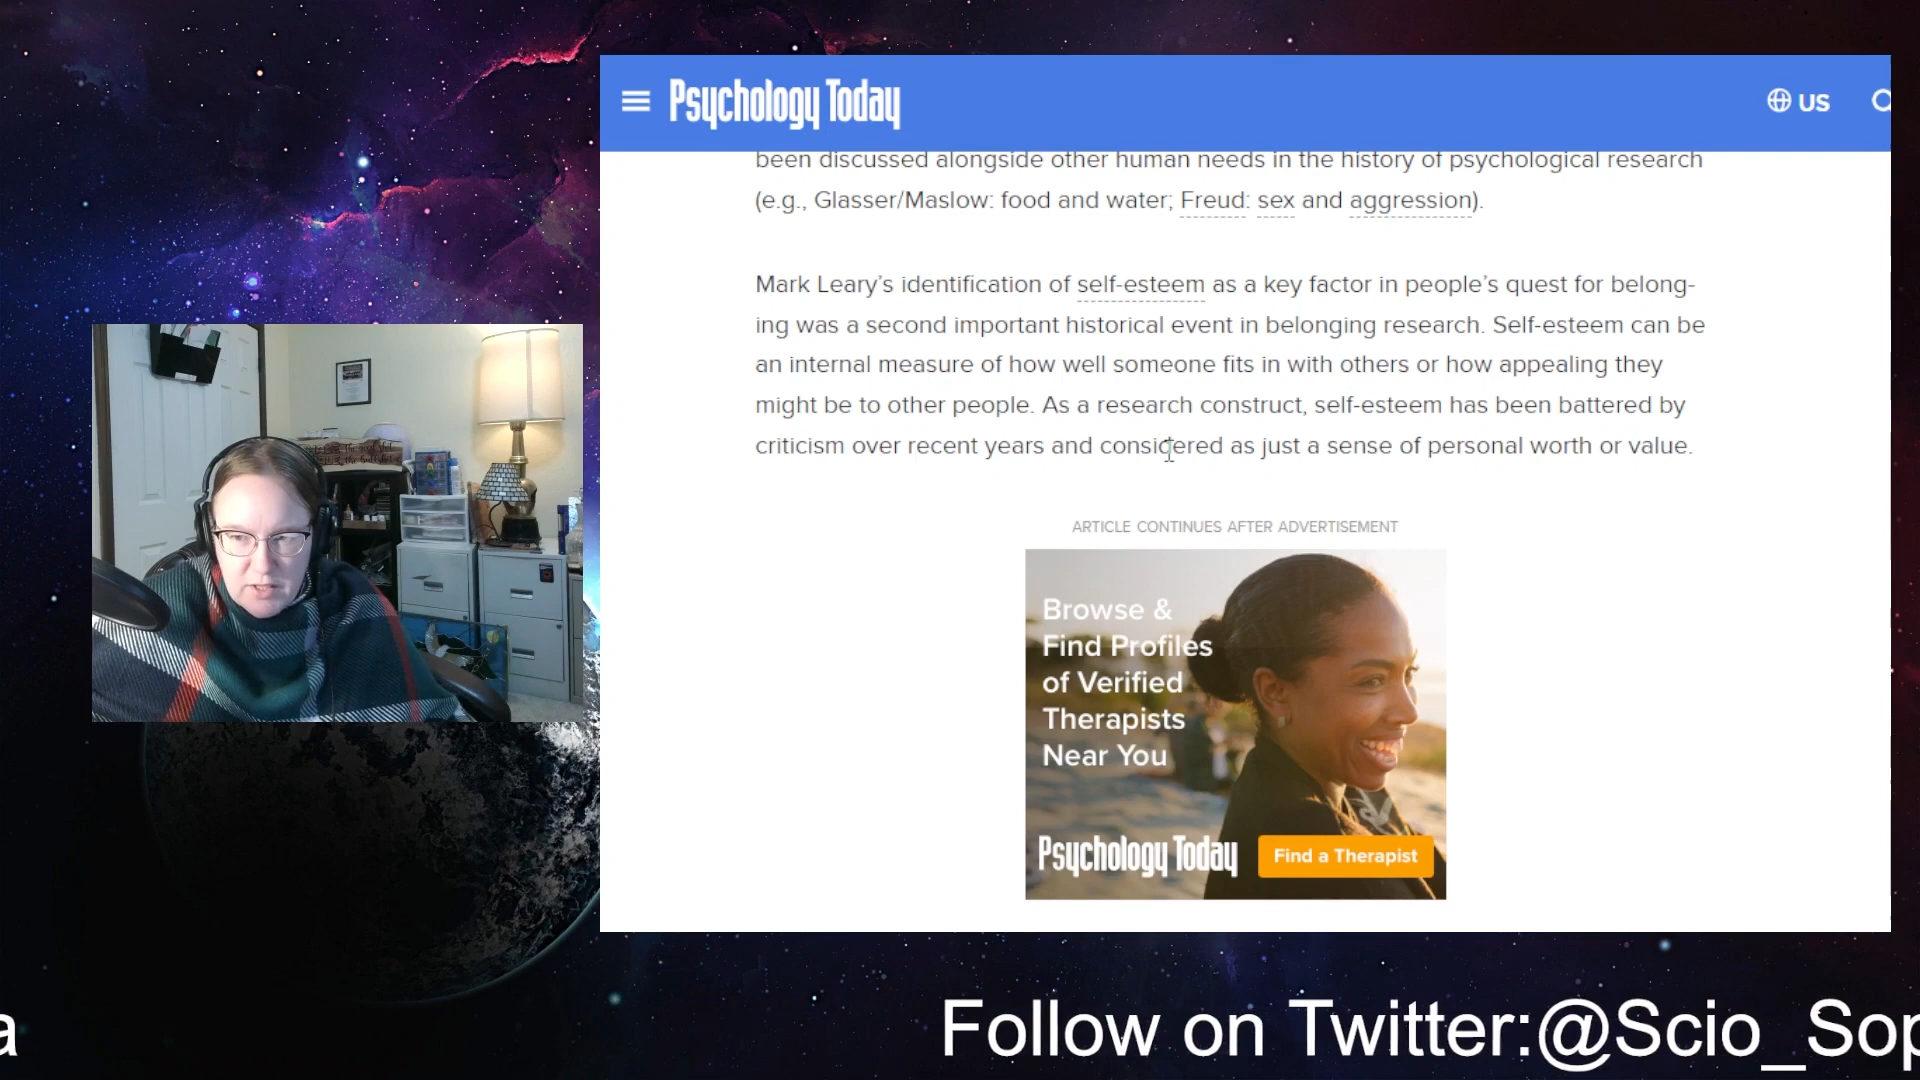 Psychology Today
US
been discussed alongside other human needs in the history of psychological research
(e.g., Glasser/Maslow: food and water; Freud: sex and aggression).
Mark Leary’s identification of self-esteem as a key factor in people’s quest for belong-
ing was a second important historical event in belonging research. Self-esteem can be
an internal measure of how well someone fits in with others or how appealing they
might be to other people. As a research construct, self-esteem has been battered by
criticism over recent years and considered as just a sense of personal worth or value.
ARTICLE CONTINUES AFTER ADVERTISEMENT
Browse &
Find Profiles
of Verified
Therapists
Near You
Psychology Today
Find a Therapist
a
Follow on Twitter:@Scio_Sop